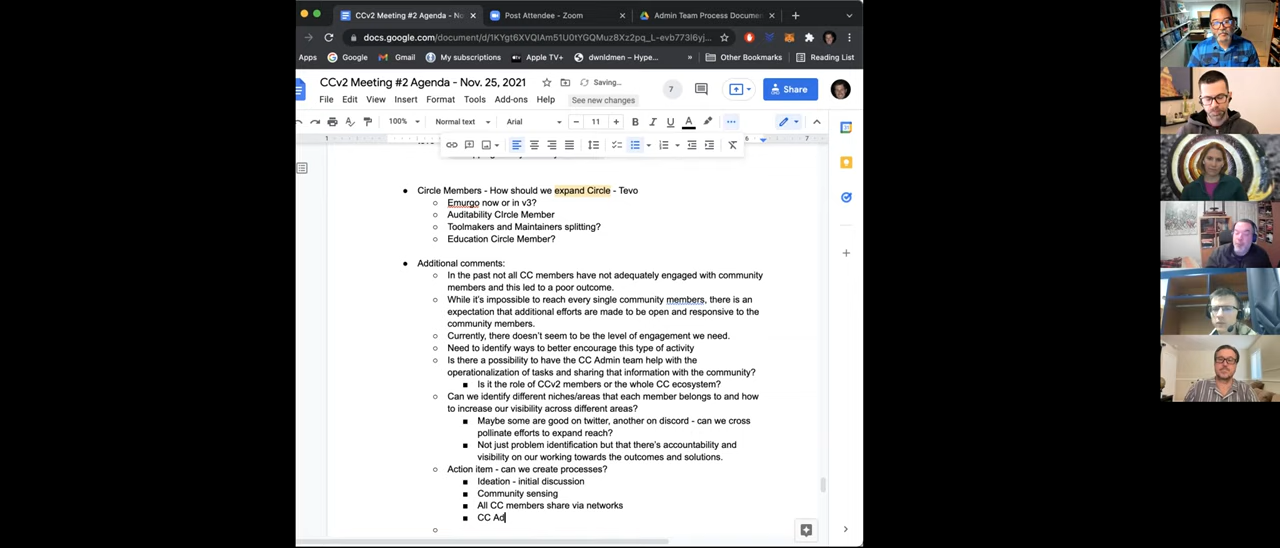 CCv2 Meeting #2 Agenda - No
Post Attendee - Zoom
Admin Team Process Documen
docs.google.com/document/d/1KYgt6XVQIAm51U0tYGQMuz8Xz2pq_L-evb773l6yj...
Apps
Google
Gmail
My subscriptions
Apple TV+
dwnldmen – Hype...
Other Bookmarks
Reading List
CCv2 Meeting #2 Agenda - Nov. 25, 2021
Saving...
7
Share
File Edit View Insert Format Tools Add-ons Help
See new changes
100% Normal text Arial 11
Circle Members - How should we expand Circle - Tevo
Emurgo now or in v3?
Auditability CIrcle Member
Toolmakers and Maintainers splitting?
Education Circle Member?
Additional comments:
In the past not all CC members have not adequately engaged with community
members and this led to a poor outcome.
While it's impossible to reach every single community members, there is an
expectation that additional efforts are made to be open and responsive to the
community members.
Currently, there doesn't seem to be the level of engagement we need.
Need to identify ways to better encourage this type of activity
Is there a possibility to have the CC Admin team help with the
operationalization of tasks and sharing that information with the community?
Is it the role of CCv2 members or the whole CC ecosystem?
Can we identify different niches/areas that each member belongs to and how
to increase our visibility across different areas?
Maybe some are good on twitter, another on discord - can we cross
pollinate efforts to expand reach?
Not just problem identification but that there's accountability and
visibility on our working towards the outcomes and solutions.
Action item - can we create processes?
Ideation - initial discussion
Community sensing
All CC members share via networks
CC Ad